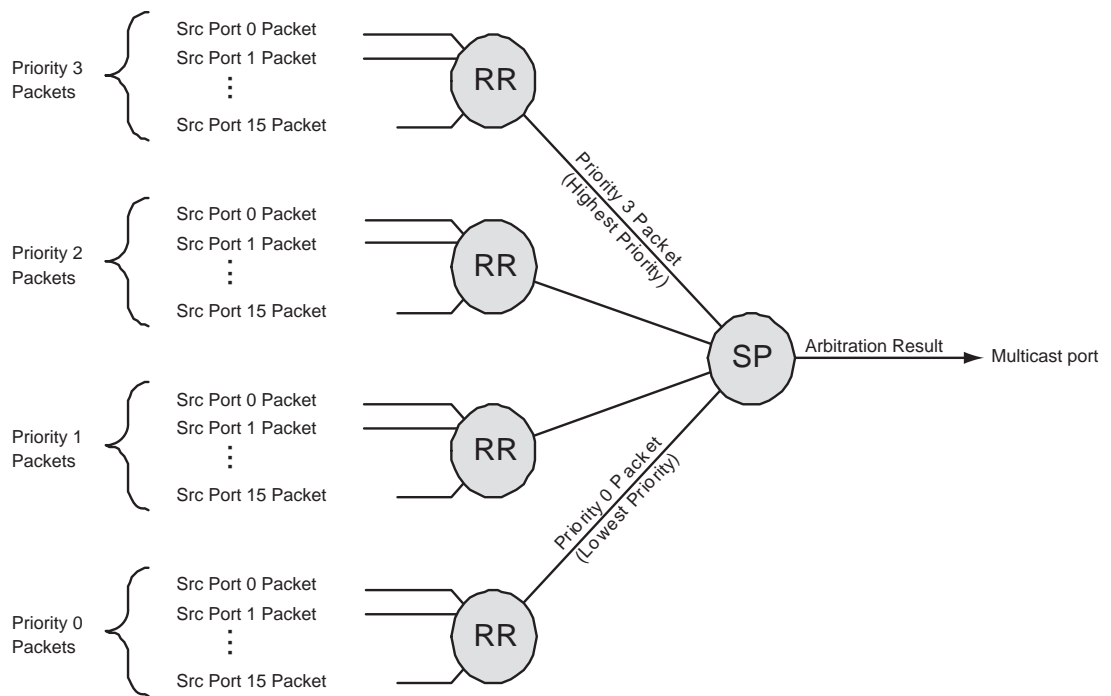 Priority 3
Packets
Src Port 0 Packet
Src Port 1 Packet
Src Port 15 Packet
RR
Priority 3 Packet
(Highest Priority)
Priority 2
Packets
Src Port 0 Packet
Src Port 1 Packet
Src Port 15 Packet
RR
SP
Arbitration Result
Multicast port
Priority 1
Packets
Src Port 0 Packet
Src Port 1 Packet
Src Port 15 Packet
RR
Priority 0 Packet
(Lowest Priority)
Priority 0
Packets
Src Port 0 Packet
Src Port 1 Packet
Src Port 15 Packet
RR